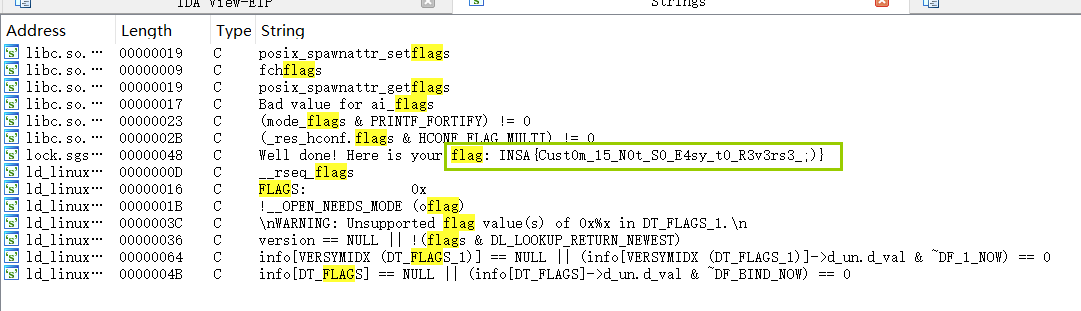 IDA View-EIP Strings
Address Length Type String
libc.so.… 00000019 C posix_spawnattr_setflags
libc.so.… 00000009 C fchflags
libc.so.… 00000019 C posix_spawnattr_getflags
libc.so.… 00000017 C Bad value for ai_flags
libc.so.… 00000023 C (mode_flags & PRINTF_FORTIFY) != 0
libc.so.… 0000002B C (_res_hconf.flags & HCONF_FLAG_MULTI) != 0
lock.sgs 00000048 C Well done! Here is your flag: INSA{Cust0m_15_N0t_S0_E4sy_t0_R3v3rs3_;)}
ld_linux… 0000000D C __rseq_flags
ld_linux… 00000016 C FLAGS: 0x
ld_linux… 0000001B C !__OPEN_NEEDS_MODE (oflag)
ld_linux… 0000003C C \nWARNING: Unsupported flag value(s) of 0x%x in DT_FLAGS_1.\n
ld_linux… 00000036 C version == NULL || !(flags & DL_LOOKUP_RETURN_NEWEST)
ld_linux… 00000064 C info[VERSYMIDX (DT_FLAGS_1)] == NULL || (info[VERSYMIDX (DT_FLAGS_1)]->d_un.d_val & ~DF_1_NOW) == 0
ld_linux… 0000004B C info[DT_FLAGS] == NULL || (info[DT_FLAGS]->d_un.d_val & ~DF_BIND_NOW) == 0